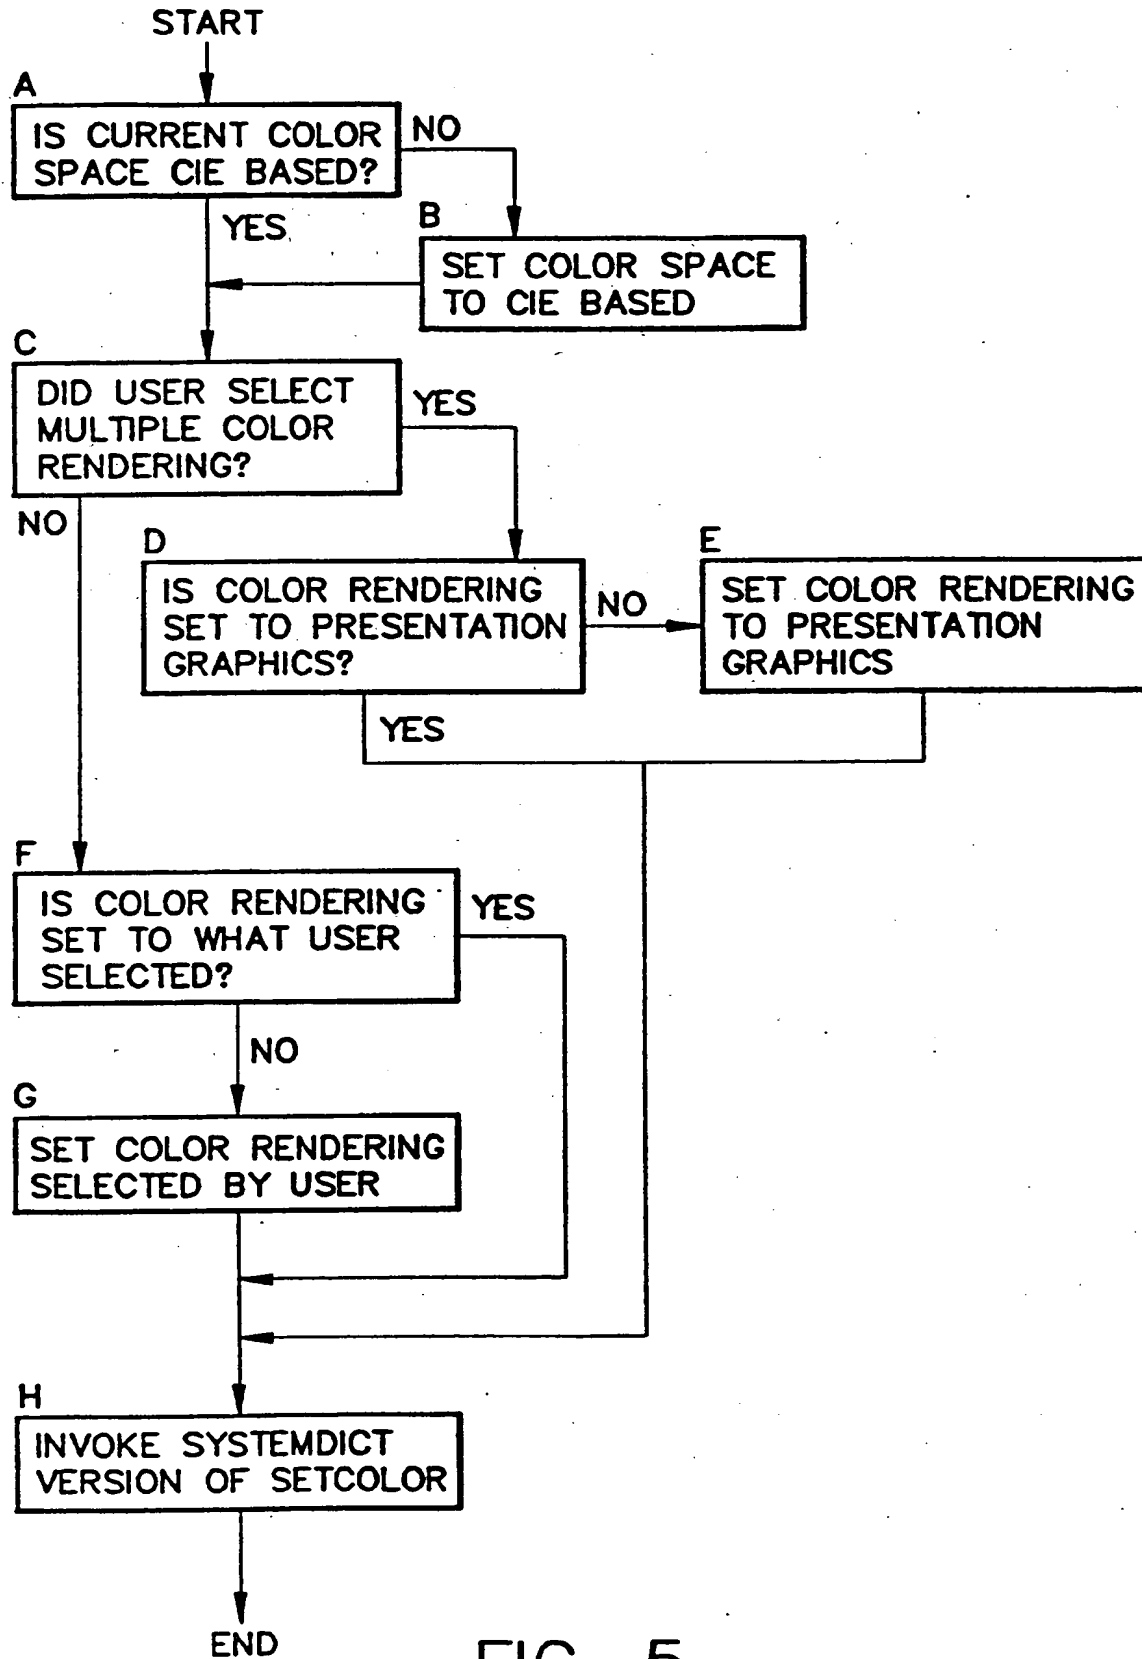 START
A
IS CURRENT COLOR
SPACE CIE BASED?
NO
YES
B
SET COLOR SPACE
TO CIE BASED
C
DID USER SELECT
MULTIPLE COLOR
RENDERING?
YES
NO
D
IS COLOR RENDERING
SET TO PRESENTATION
GRAPHICS?
NO
E
SET COLOR RENDERING
TO PRESENTATION
GRAPHICS
YES
F
IS COLOR RENDERING
SET TO WHAT USER
SELECTED?
YES
NO
G
SET COLOR RENDERING
SELECTED BY USER
H
INVOKE SYSTEMDICT
VERSION OF SETCOLOR
END
FIG. 5